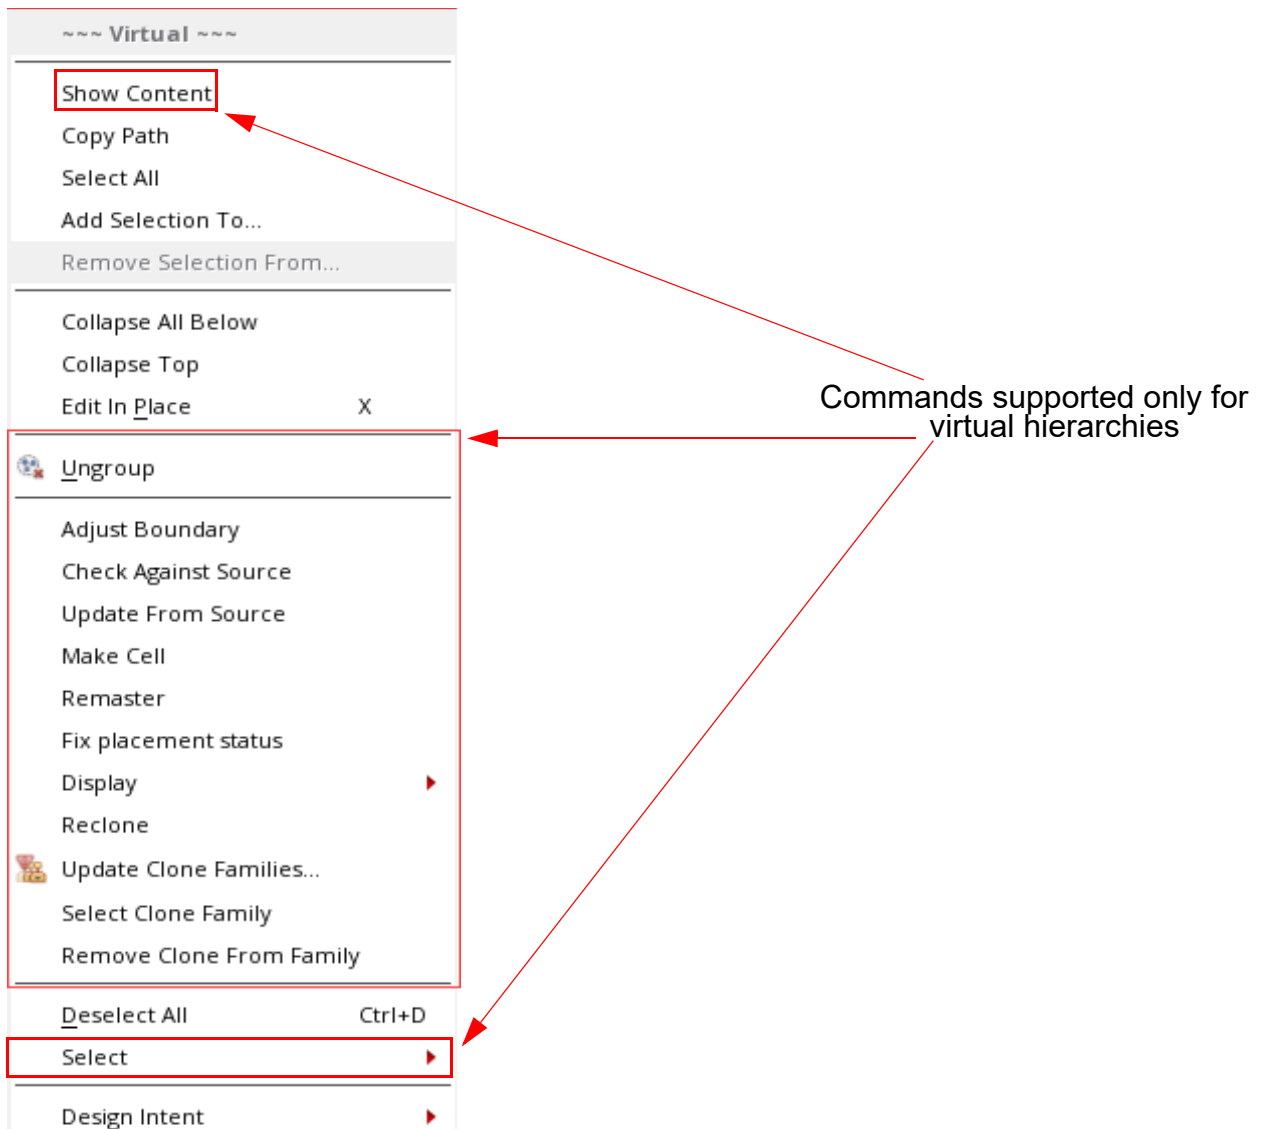 ~~~ Virtual ~~~
Show Content
Copy Path
Select All
Add Selection To...
Remove Selection From...
Collapse All Below
Collapse Top
Edit In Place X
Commands supported only for
virtual hierarchies
Ungroup
Adjust Boundary
Check Against Source
Update From Source
Make Cell
Remaster
Fix placement status
Display
Reclone
Update Clone Families...
Select Clone Family
Remove Clone From Family
Deselect All Ctrl+D
Select
Design Intent